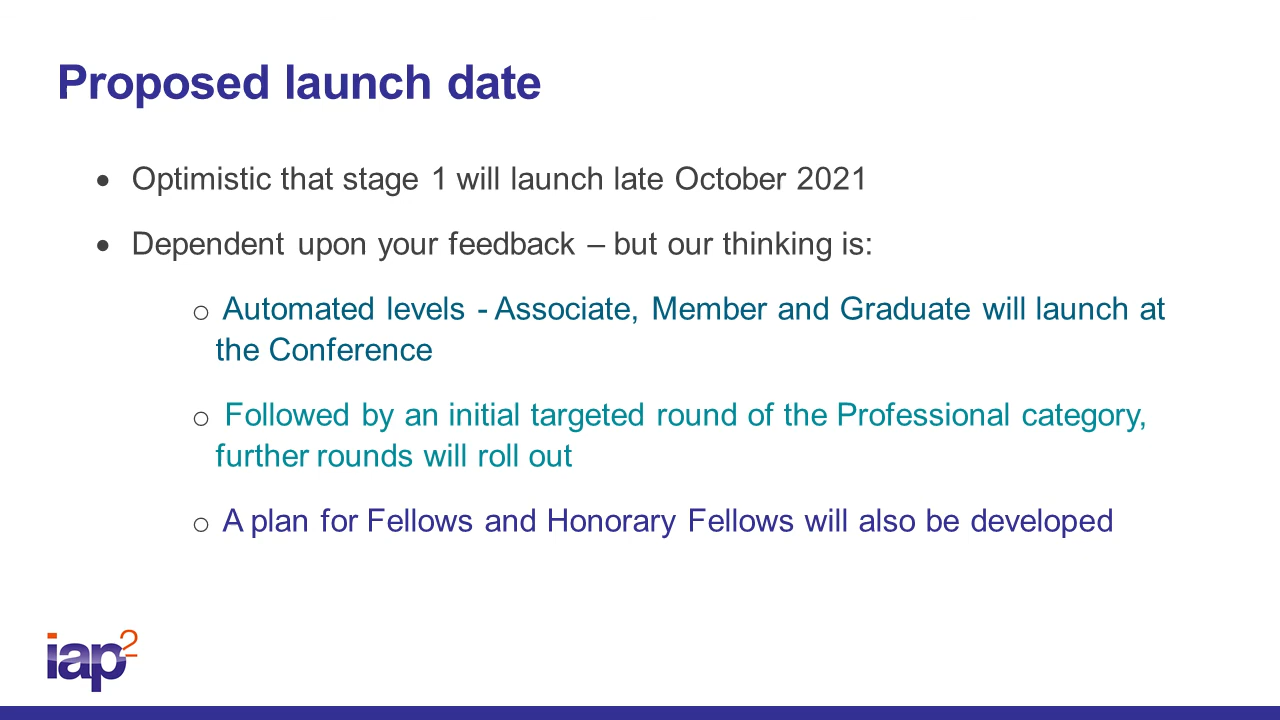 Proposed launch date
• Optimistic that stage 1 will launch late October 2021
• Dependent upon your feedback – but our thinking is:
o Automated levels - Associate, Member and Graduate will launch at
the Conference
o Followed by an initial targeted round of the Professional category,
further rounds will roll out
o A plan for Fellows and Honorary Fellows will also be developed
iap2